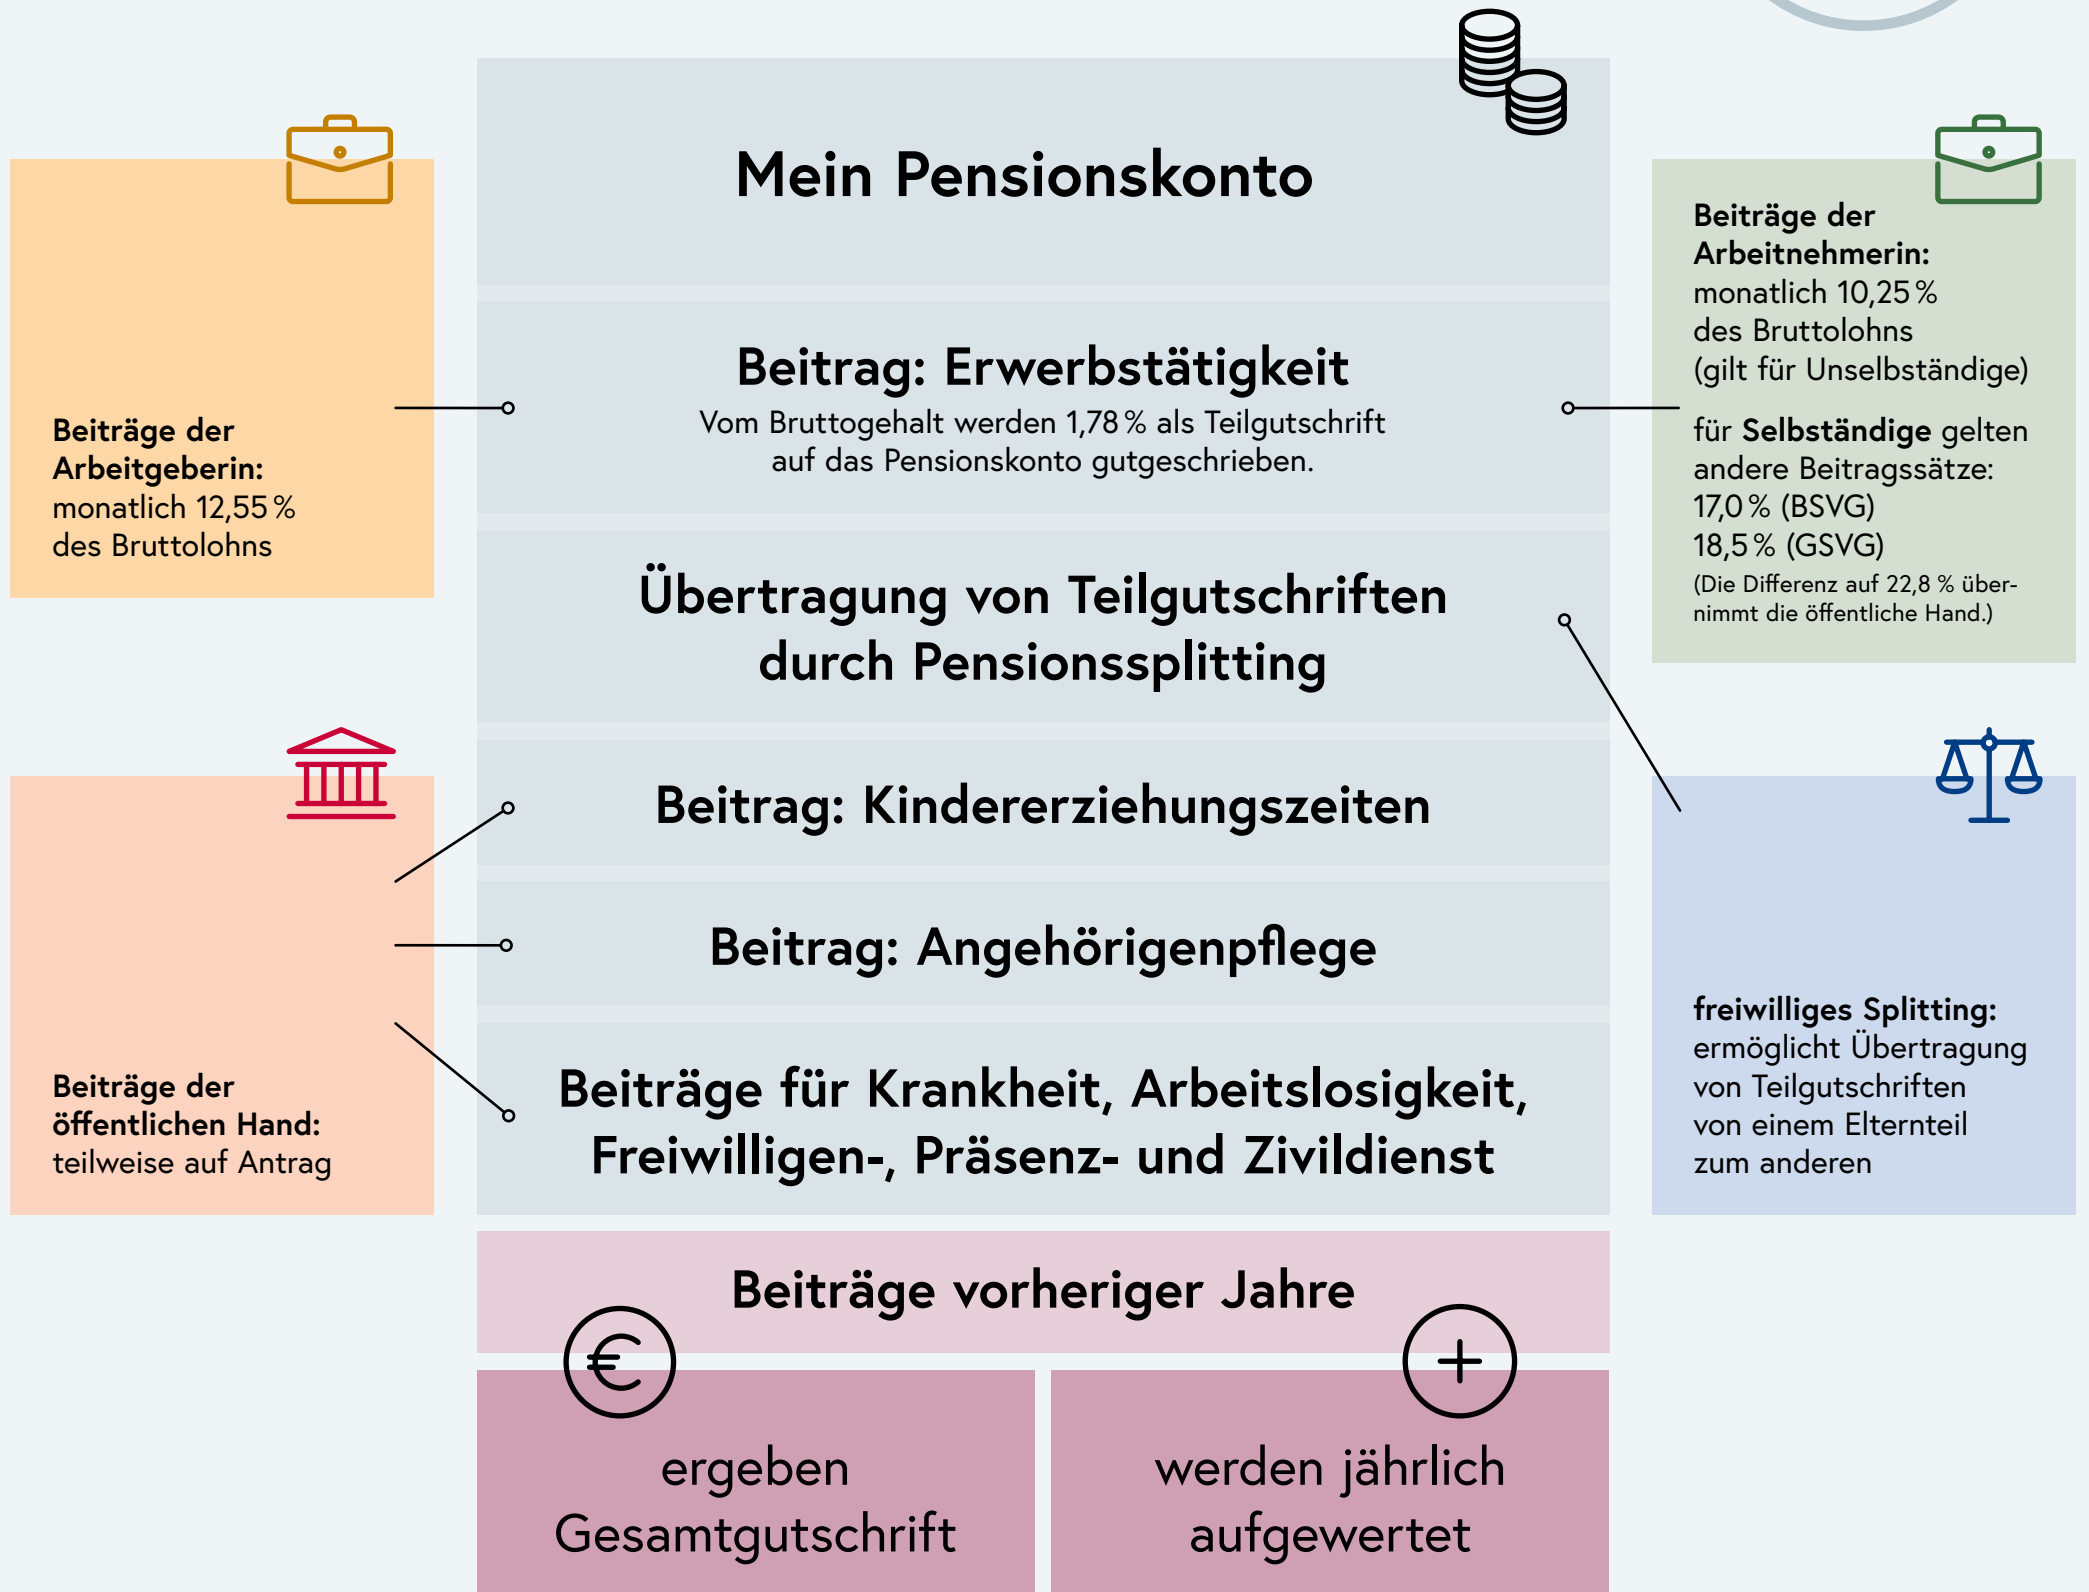 Mein Pensionskonto
Beiträge der
Arbeitgeberin:
monatlich 12,55 %
des Bruttolohns
Beitrag: Erwerbstätigkeit
Vom Bruttogehalt werden 1,78 % als Teilgutschrift
auf das Pensionskonto gutgeschrieben.
Beiträge der
Arbeitnehmerin:
monatlich 10,25 %
des Bruttolohns
(gilt für Unselbständige)
für Selbständige gelten
andere Beitragssätze:
17,0 % (BSVG)
18,5 % (GSVG)
(Die Differenz auf 22,8 % über-
nimmt die öffentliche Hand.)
Übertragung von Teilgutschriften
durch Pensionssplitting
Beitrag: Kindererziehungszeiten
Beitrag: Angehörigenpflege
Beiträge für Krankheit, Arbeitslosigkeit,
Freiwilligen-, Präsenz- und Zivildienst
Beiträge der
öffentlichen Hand:
teilweise auf Antrag
freiwilliges Splitting:
ermöglicht Übertragung
von Teilgutschriften
von einem Elternteil
zum anderen
Beiträge vorheriger Jahre
€
+
ergeben
Gesamtgutschrift
werden jährlich
aufgewertet